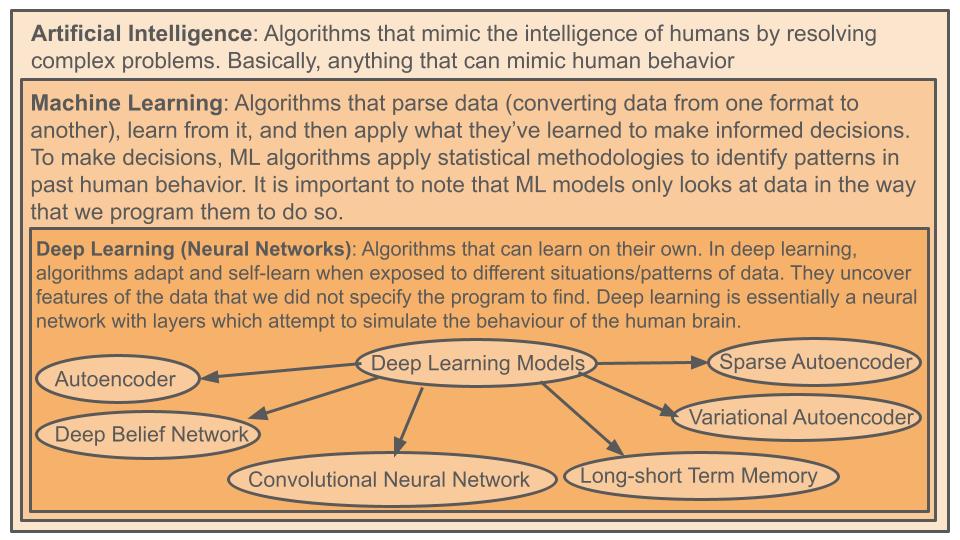 Artificial Intelligence: Algorithms that mimic the intelligence of humans by resolving
complex problems. Basically, anything that can mimic human behavior
Machine Learning: Algorithms that parse data (converting data from one format to
another), learn from it, and then apply what they've learned to make informed decisions.
To make decisions, ML algorithms apply statistical methodologies to identify patterns in
past human behavior. It is important to note that ML models only looks at data in the way
that we program them to do so.
Deep Learning (Neural Networks): Algorithms that can learn on their own. In deep learning,
algorithms adapt and self-learn when exposed to different situations/patterns of data. They uncover
features of the data that we did not specify the program to find. Deep learning is essentially a neural
network with layers which attempt to simulate the behaviour of the human brain.
Deep Learning Models
Sparse Autoencoder
Autoencoder
Variational Autoencoder
Deep Belief Network
Convolutional Neural Network
Long-short Term Memory